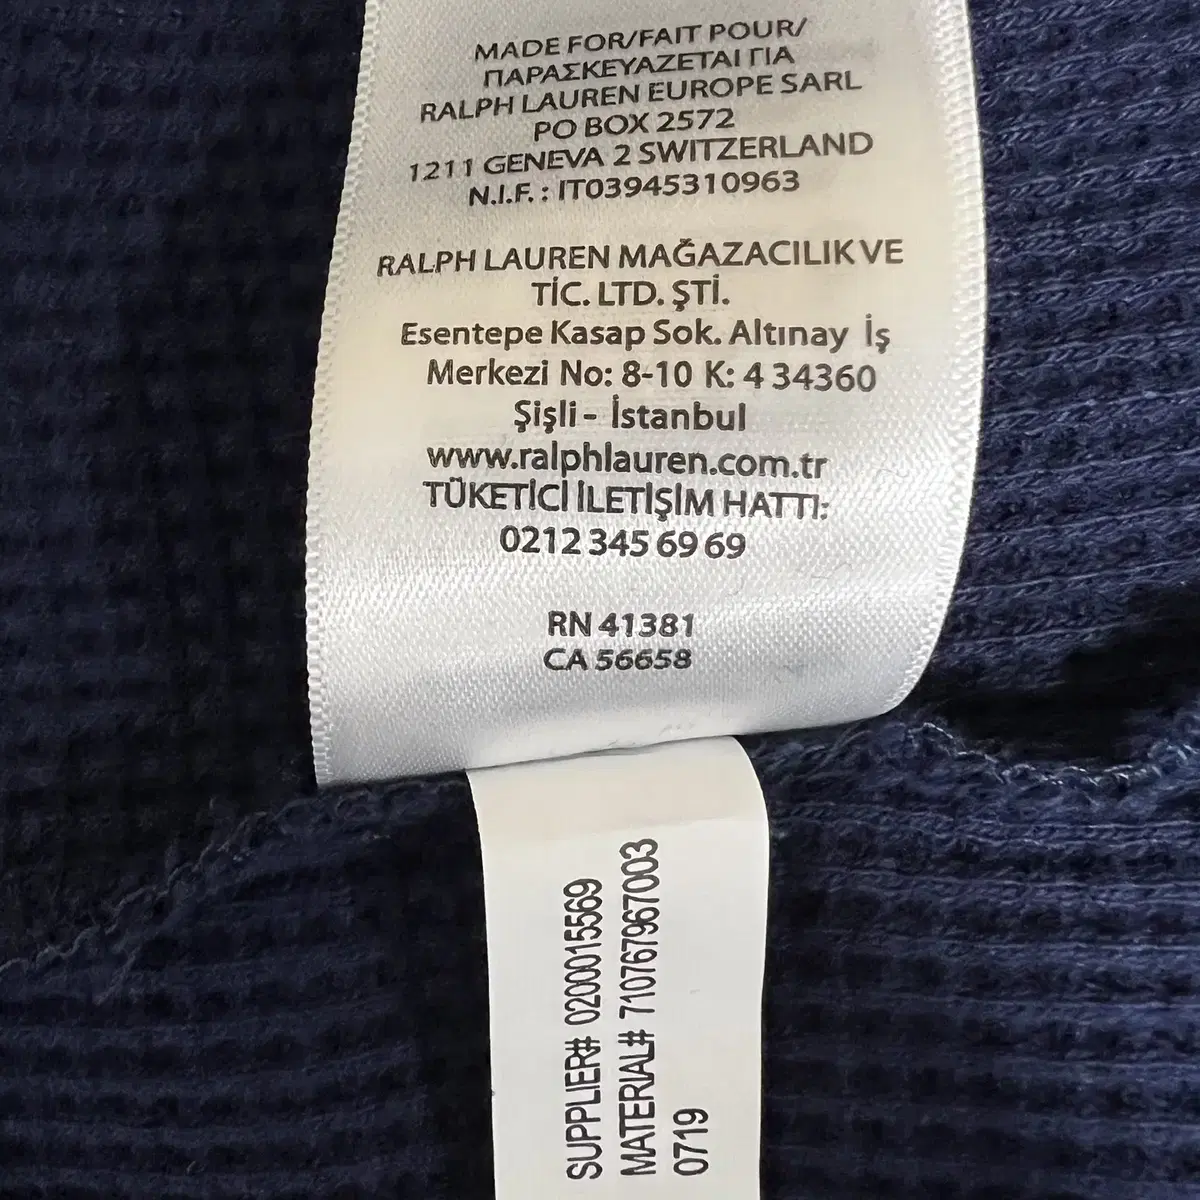 MADE FOR/FAIT POUR/
ΠΑΡΑΣΚΕΥΑΖΕΤΑΙ ΓΙΑ
RALPH LAUREN EUROPE SARL
PO BOX 2572
1211 GENEVA 2 SWITZERLAND
N.I.F. : IT03945310963
RALPH LAUREN MAĞAZACILIK VE
TİC. LTD. ŞTİ.
Esentepe Kasap Sok. Altınay İş
Merkezi No: 8-10 K: 4 34360
Şişli - İstanbul
www.ralphlauren.com.tr
TÜKETİCİ İLETİŞİM HATTI:
0212 345 69 69
RN 41381
CA 56658
SUPPLIER# 0200015569
MATERIAL# 710767967003
0719